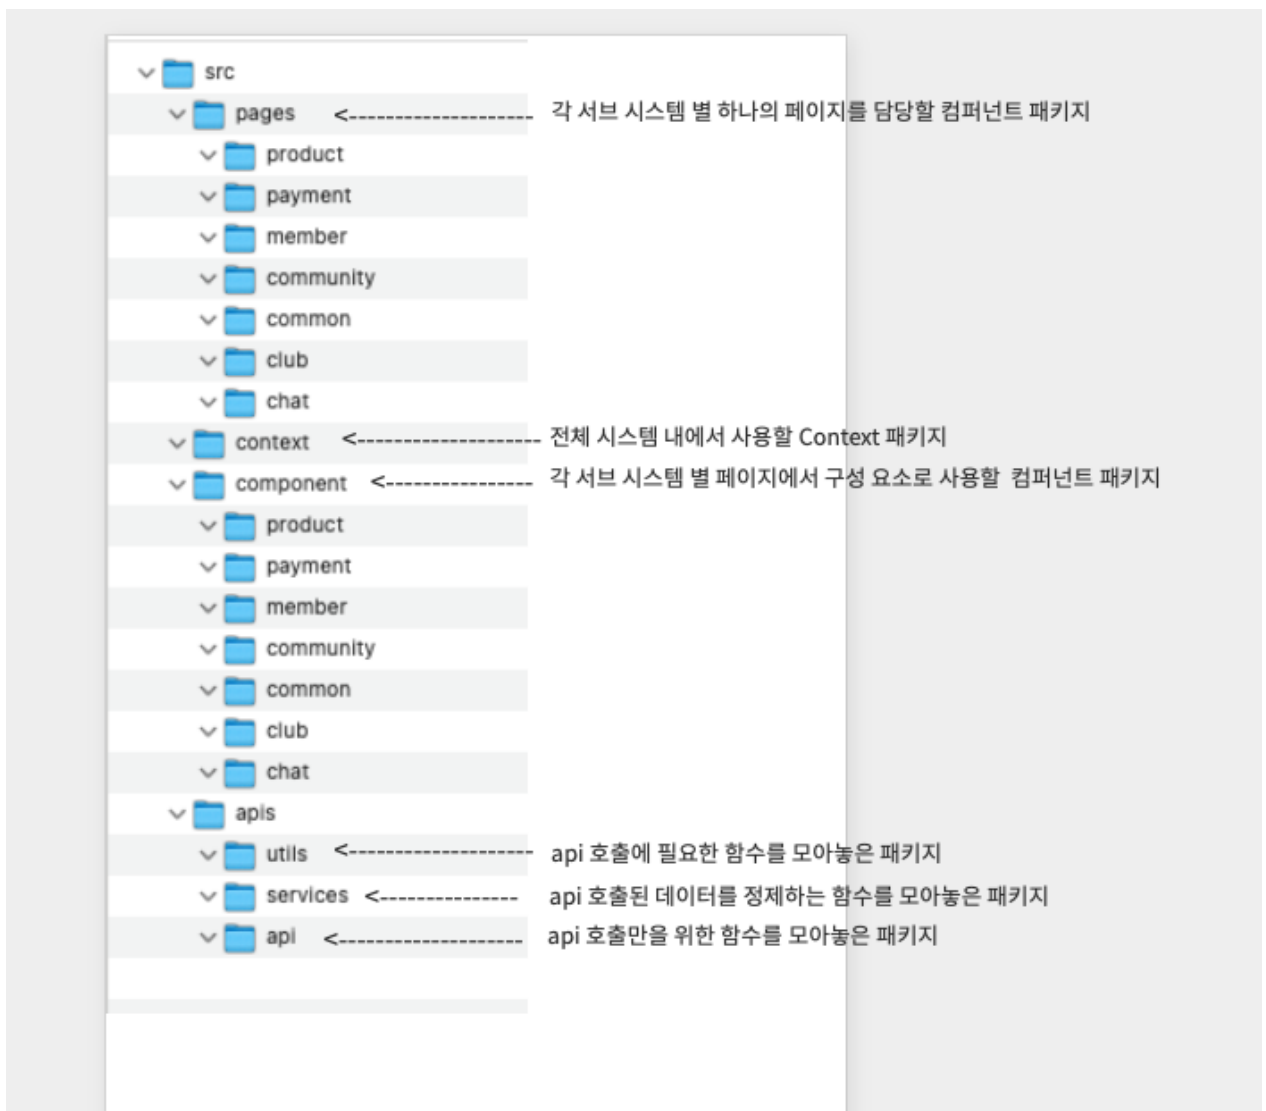 src
pages <-------------------- 각 서브 시스템 별 하나의 페이지를 담당할 컴퍼넌트 패키지
product
payment
member
community
common
club
chat
context <-------------------- 전체 시스템 내에서 사용할 Context 패키지
component <---------------- 각 서브 시스템 별 페이지에서 구성 요소로 사용할 컴퍼넌트 패키지
product
payment
member
community
common
club
chat
apis
utils <-------------------- api 호출에 필요한 함수를 모아놓은 패키지
services <--------------- api 호출된 데이터를 정제하는 함수를 모아놓은 패키지
api <-------------------- api 호출만을 위한 함수를 모아놓은 패키지